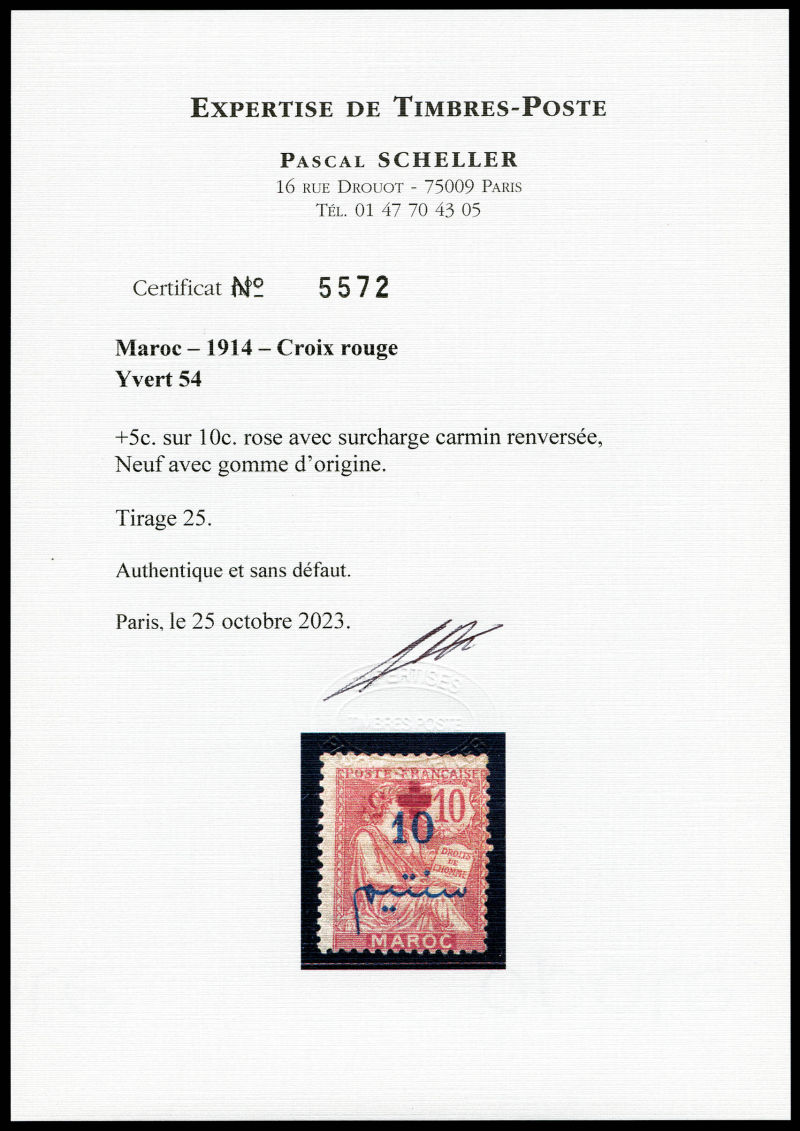 EXPERTISE DE TIMBRES-POSTE
PASCAL SCHELLER
16 RUE DROUOT - 75009 PARIS
TÉL. 01 47 70 43 05
Certificat n° Nº 5572
Maroc – 1914 – Croix rouge
Yvert 54
+5c. sur 10c. rose avec surcharge carmin renversée,
Neuf avec gomme d’origine.
Tirage 25.
Authentique et sans défaut.
Paris, le 25 octobre 2023.
EXPERTISES
TIMBRES POSTE
POSTE FRANÇAISE
10
10
DROITS
DE
L'HOMME
MAROC